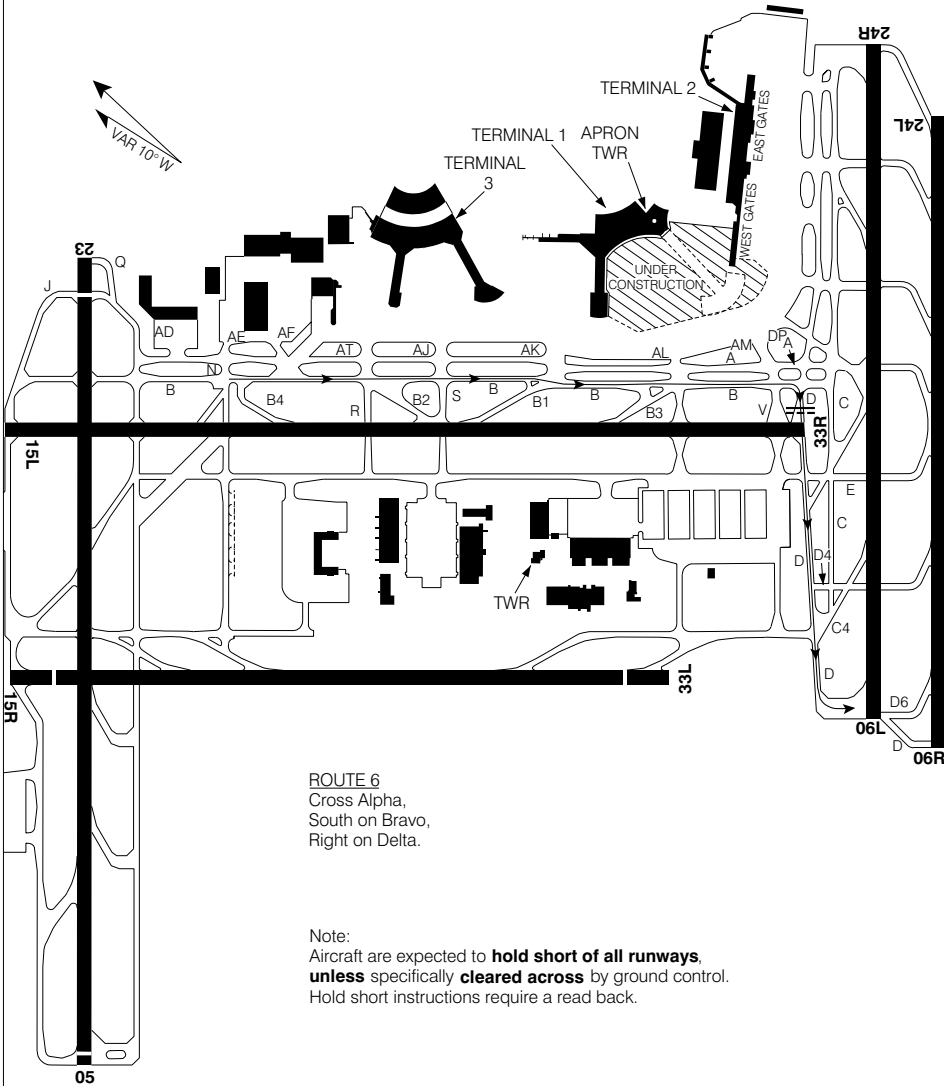 24R
TERMINAL 2
24L
EAST GATES
VAR 10° W
TERMINAL 1
APRON
TWR
TERMINAL
3
WEST GATES
23
Q
UNDER
CONSTRUCTION
J
AD
AE
AF
AT
AJ
AK
AL
AM
A
DP
A
N
B
B4
R
B2
S
B
B1
B
B3
B
V
D
C
15L
33R
E
C
D
D4
TWR
C4
D
33L
15R
D6
06L
D
06R
ROUTE 6
Cross Alpha,
South on Bravo,
Right on Delta.
Note:
Aircraft are expected to hold short of all runways,
unless specifically cleared across by ground control.
Hold short instructions require a read back.
05